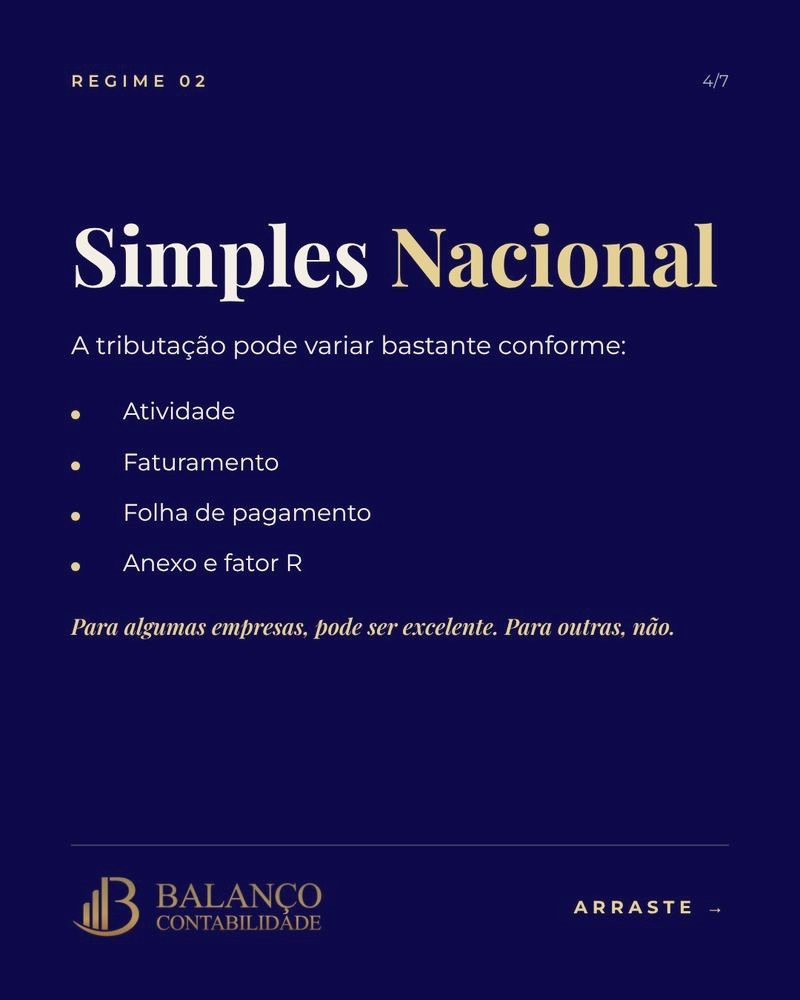 REGIME 02
4/7
Simples Nacional
A tributação pode variar bastante conforme:
• Atividade
• Faturamento
• Folha de pagamento
• Anexo e fator R
Para algumas empresas, pode ser excelente. Para outras, não.
B BALANÇO
CONTABILIDADE
ARRASTE →